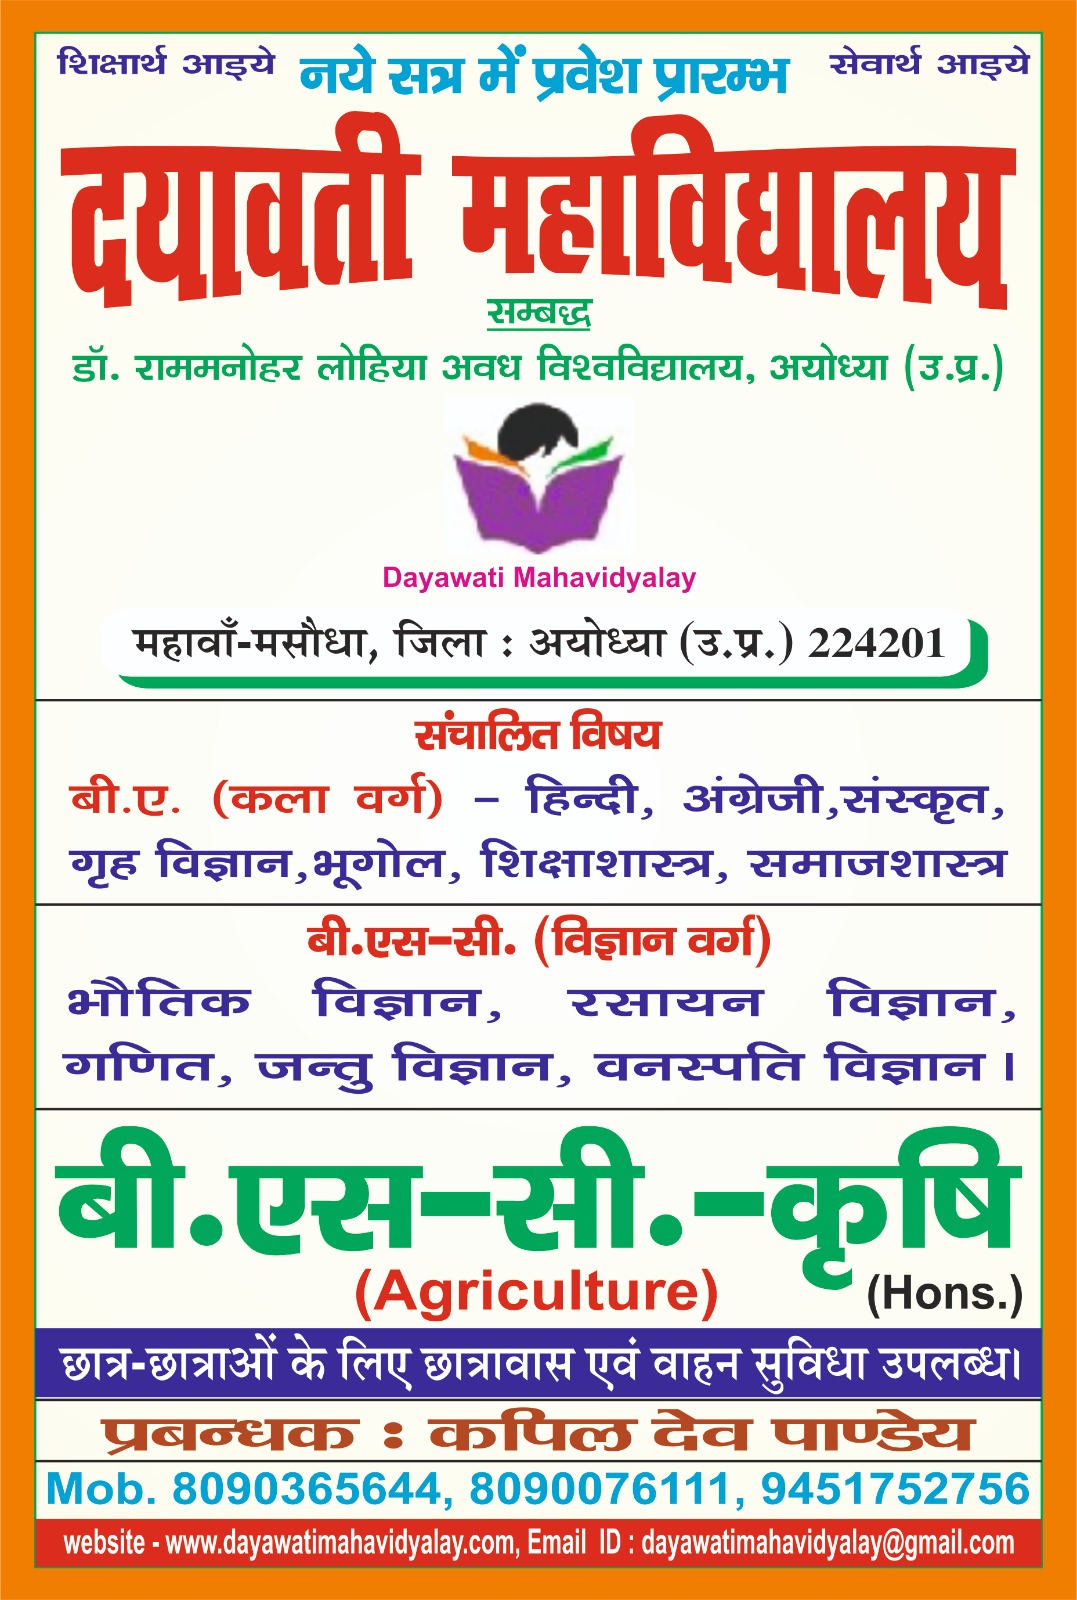 शिक्षार्थ आइये
नये सत्र में प्रवेश प्रारम्भ
सेवार्थ आइये
दयावती महाविद्यालय
सम्बद्ध
डॉ. राममनोहर लोहिया अवध विश्वविद्यालय, अयोध्या (उ.प्र.)
Dayawati Mahavidyalay
महावाँ-मसौधा, जिला : अयोध्या (उ.प्र.) 224201
संचालित विषय
बी.ए. (कला वर्ग) – हिन्दी, अंग्रेजी,संस्कृत,
गृह विज्ञान,भूगोल, शिक्षाशास्त्र, समाजशास्त्र
बी.एस-सी. (विज्ञान वर्ग)
भौतिक विज्ञान, रसायन विज्ञान,
गणित, जन्तु विज्ञान, वनस्पति विज्ञान ।
बी.एस-सी.-कृषि
(Agriculture)
(Hons.)
छात्र-छात्राओं के लिए छात्रावास एवं वाहन सुविधा उपलब्ध।
प्रबन्धक : कपिल देव पाण्डेय
Mob. 8090365644, 8090076111, 9451752756
website - www.dayawatimahavidyalay.com, Email ID : dayawatimahavidyalay@gmail.com